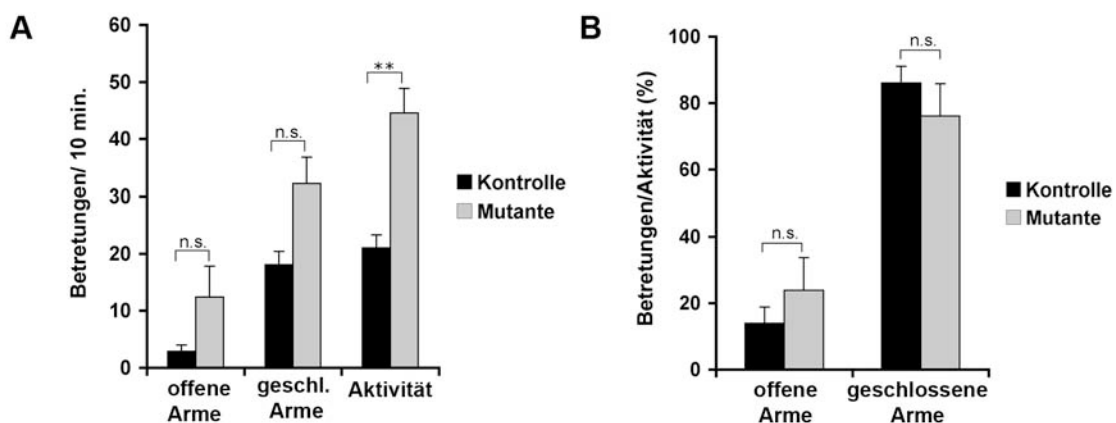 A
Betretungen/ 10 min.
60
50
40
30
20
10
0
n.s.
n.s.
**
offene
Arme
geschl.
Arme
Aktivität
Kontrolle
Mutante
B
Betretungen/Aktivität (%)
100
80
60
40
20
0
n.s.
n.s.
offene
Arme
geschlossene
Arme
Kontrolle
Mutante